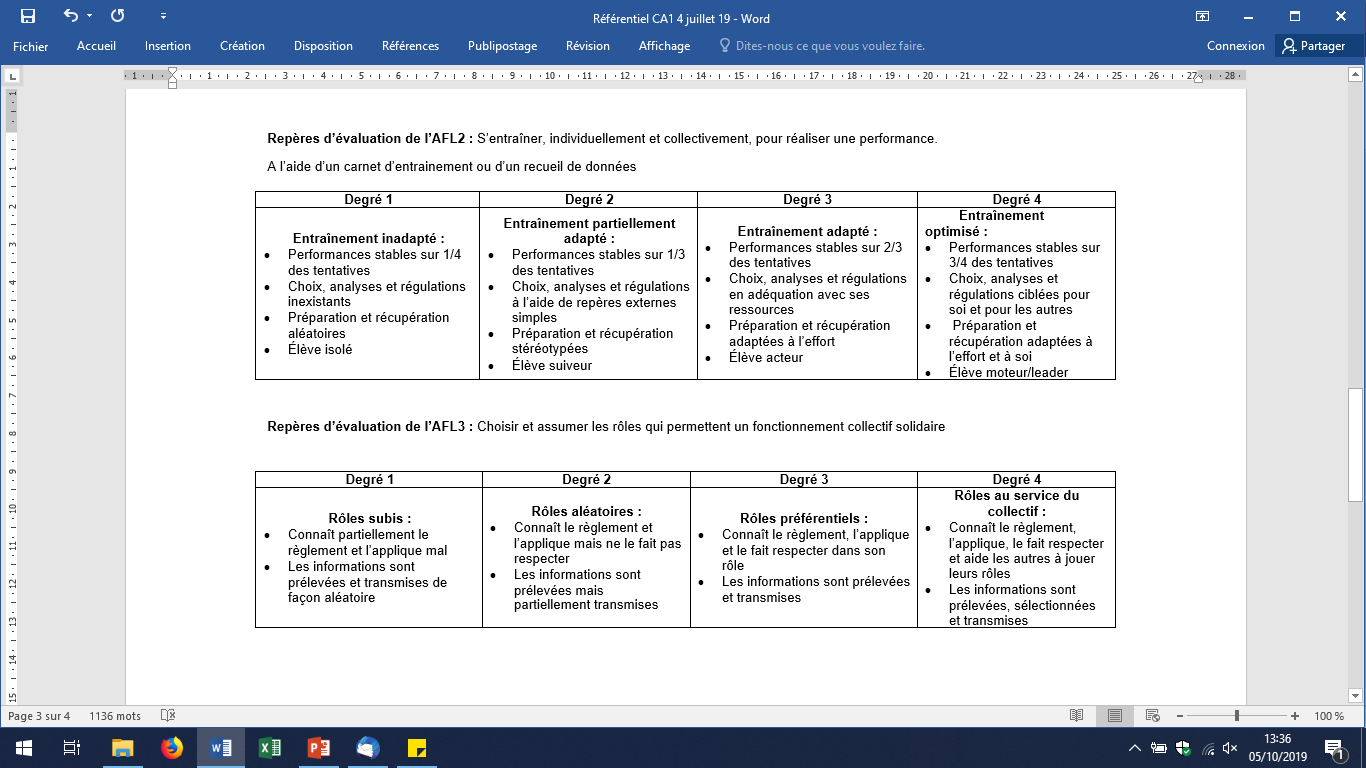 Référentiel CA1 4 juillet 19 - Word
Fichier Accueil Insertion Création Disposition Références Publipostage Révision Affichage Dites-nous ce que vous voulez faire. Connexion Partager
Repères d'évaluation de l'AFL2 : S'entraîner, individuellement et collectivement, pour réaliser une performance.
A l'aide d'un carnet d'entrainement ou d'un recueil de données
Degré 1
Entraînement inadapté :
• Performances stables sur 1/4
des tentatives
• Choix, analyses et régulations
inexistants
• Préparation et récupération
aléatoires
• Élève isolé
Degré 2
Entraînement partiellement
adapté :
• Performances stables sur 1/3
des tentatives
• Choix, analyses et régulations
à l'aide de repères externes
simples
• Préparation et récupération
stéréotypées
• Élève suiveur
Degré 3
Entraînement adapté :
• Performances stables sur 2/3
des tentatives
• Choix, analyses et régulations
en adéquation avec ses
ressources
• Préparation et récupération
adaptées à l'effort
• Élève acteur
Degré 4
Entraînement
optimisé :
• Performances stables sur
3/4 des tentatives
• Choix, analyses et
régulations ciblées pour
soi et pour les autres
• Préparation et
récupération adaptées à
l'effort et à soi
• Élève moteur/leader
Repères d'évaluation de l'AFL3 : Choisir et assumer les rôles qui permettent un fonctionnement collectif solidaire
Degré 1
Rôles subis :
• Connaît partiellement le
règlement et l'applique mal
• Les informations sont
prélevées et transmises de
façon aléatoire
Degré 2
Rôles aléatoires :
• Connaît le règlement et
l'applique mais ne le fait pas
respecter
• Les informations sont
prélevées mais
partiellement transmises
Degré 3
Rôles préférentiels :
• Connaît le règlement, l'applique
et le fait respecter dans son
rôle
• Les informations sont prélevées
et transmises
Degré 4
Rôles au service du
collectif :
• Connaît le règlement,
l'applique, le fait respecter
et aide les autres à jouer
leurs rôles
• Les informations sont
prélevées, sélectionnées
et transmises
Page 3 sur 4 1136 mots 100 %
13:36
05/10/2019
1